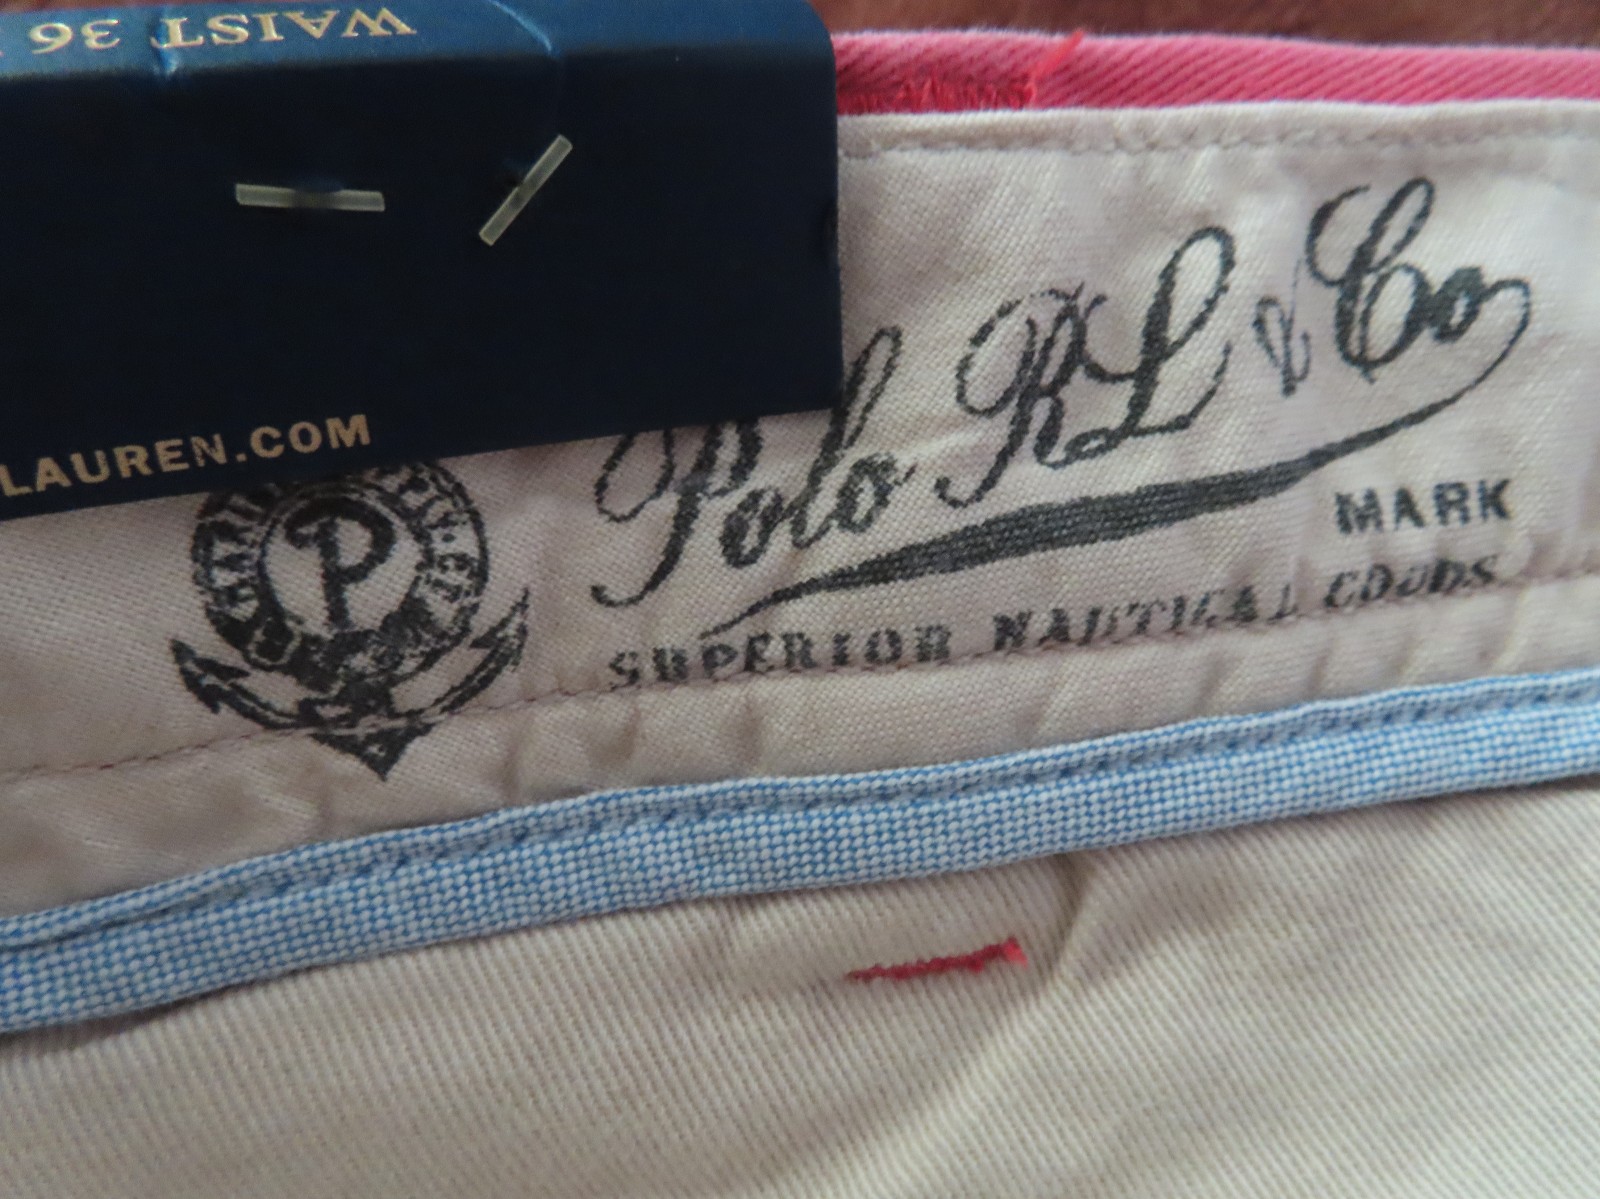 WAIST 36
LAUREN.COM
P
Polo RL & Co
MARK
SUPERIOR NAUTICAL GOODS